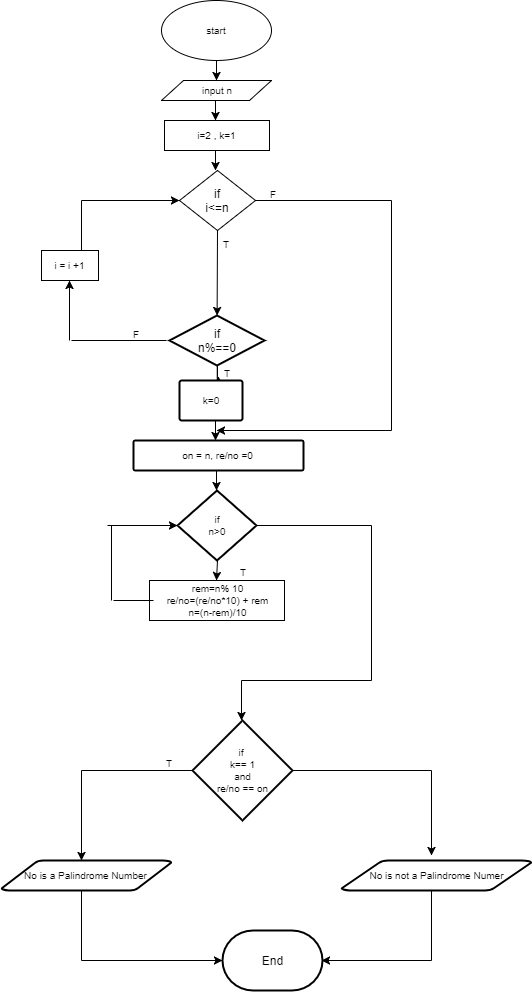 start
input n
i=2 , k=1
if
i<=n
F
T
i = i +1
if
n%==0
F
T
k=0
on = n, re/no =0
if
n>0
T
rem=n% 10
re/no=(re/no*10) + rem
n=(n-rem)/10
if
k== 1
and
re/no == on
T
No is a Palindrome Number
No is not a Palindrome Numer
End